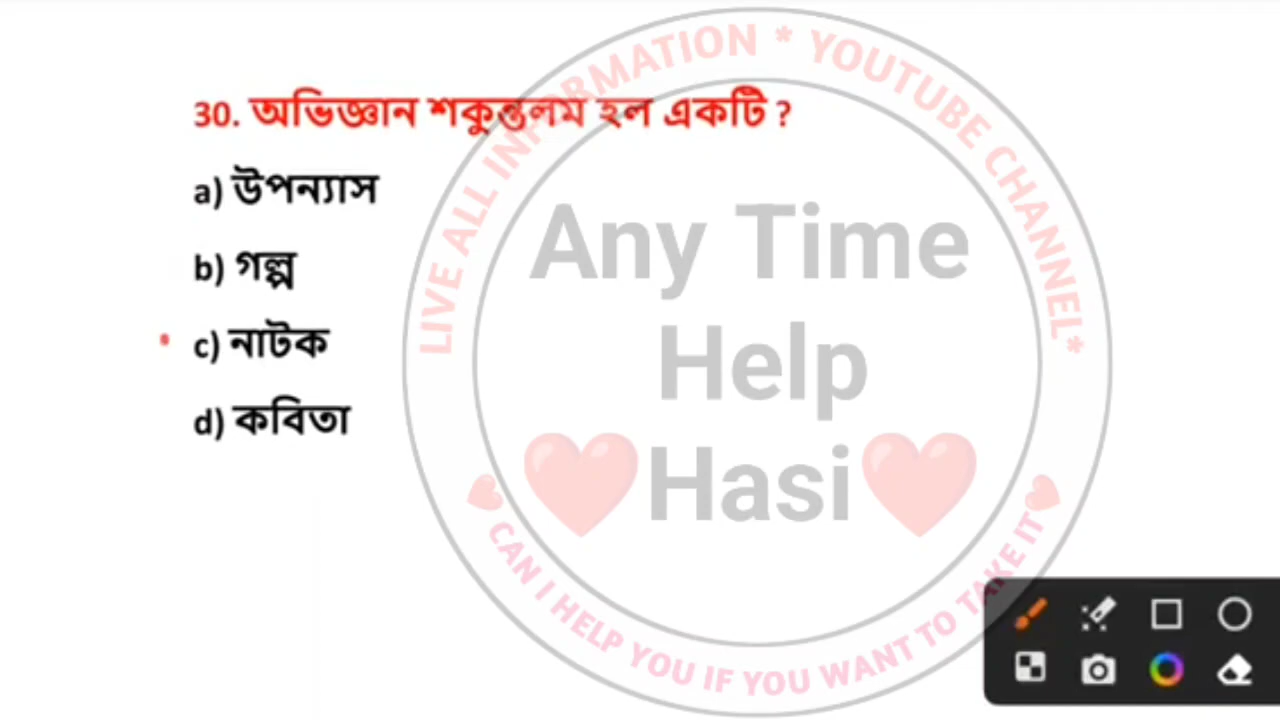 30. অভিজ্ঞান শকুন্তলম হল একটি ?
a) উপন্যাস
b) গল্প
c) নাটক
d) কবিতা
LIVE ALL INFORMATION * YOUTUBE CHANNEL*
Any Time
Help
❤️Hasi❤️
CAN I HELP YOU IF YOU WANT TO TAKE IT